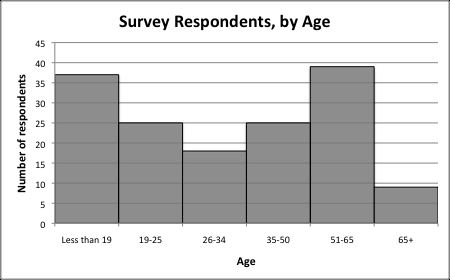 Survey Respondents, by Age
Number of respondents
45
40
35
30
25
20
15
10
5
0
Less than 19 19-25 26-34 35-50 51-65 65+
Age